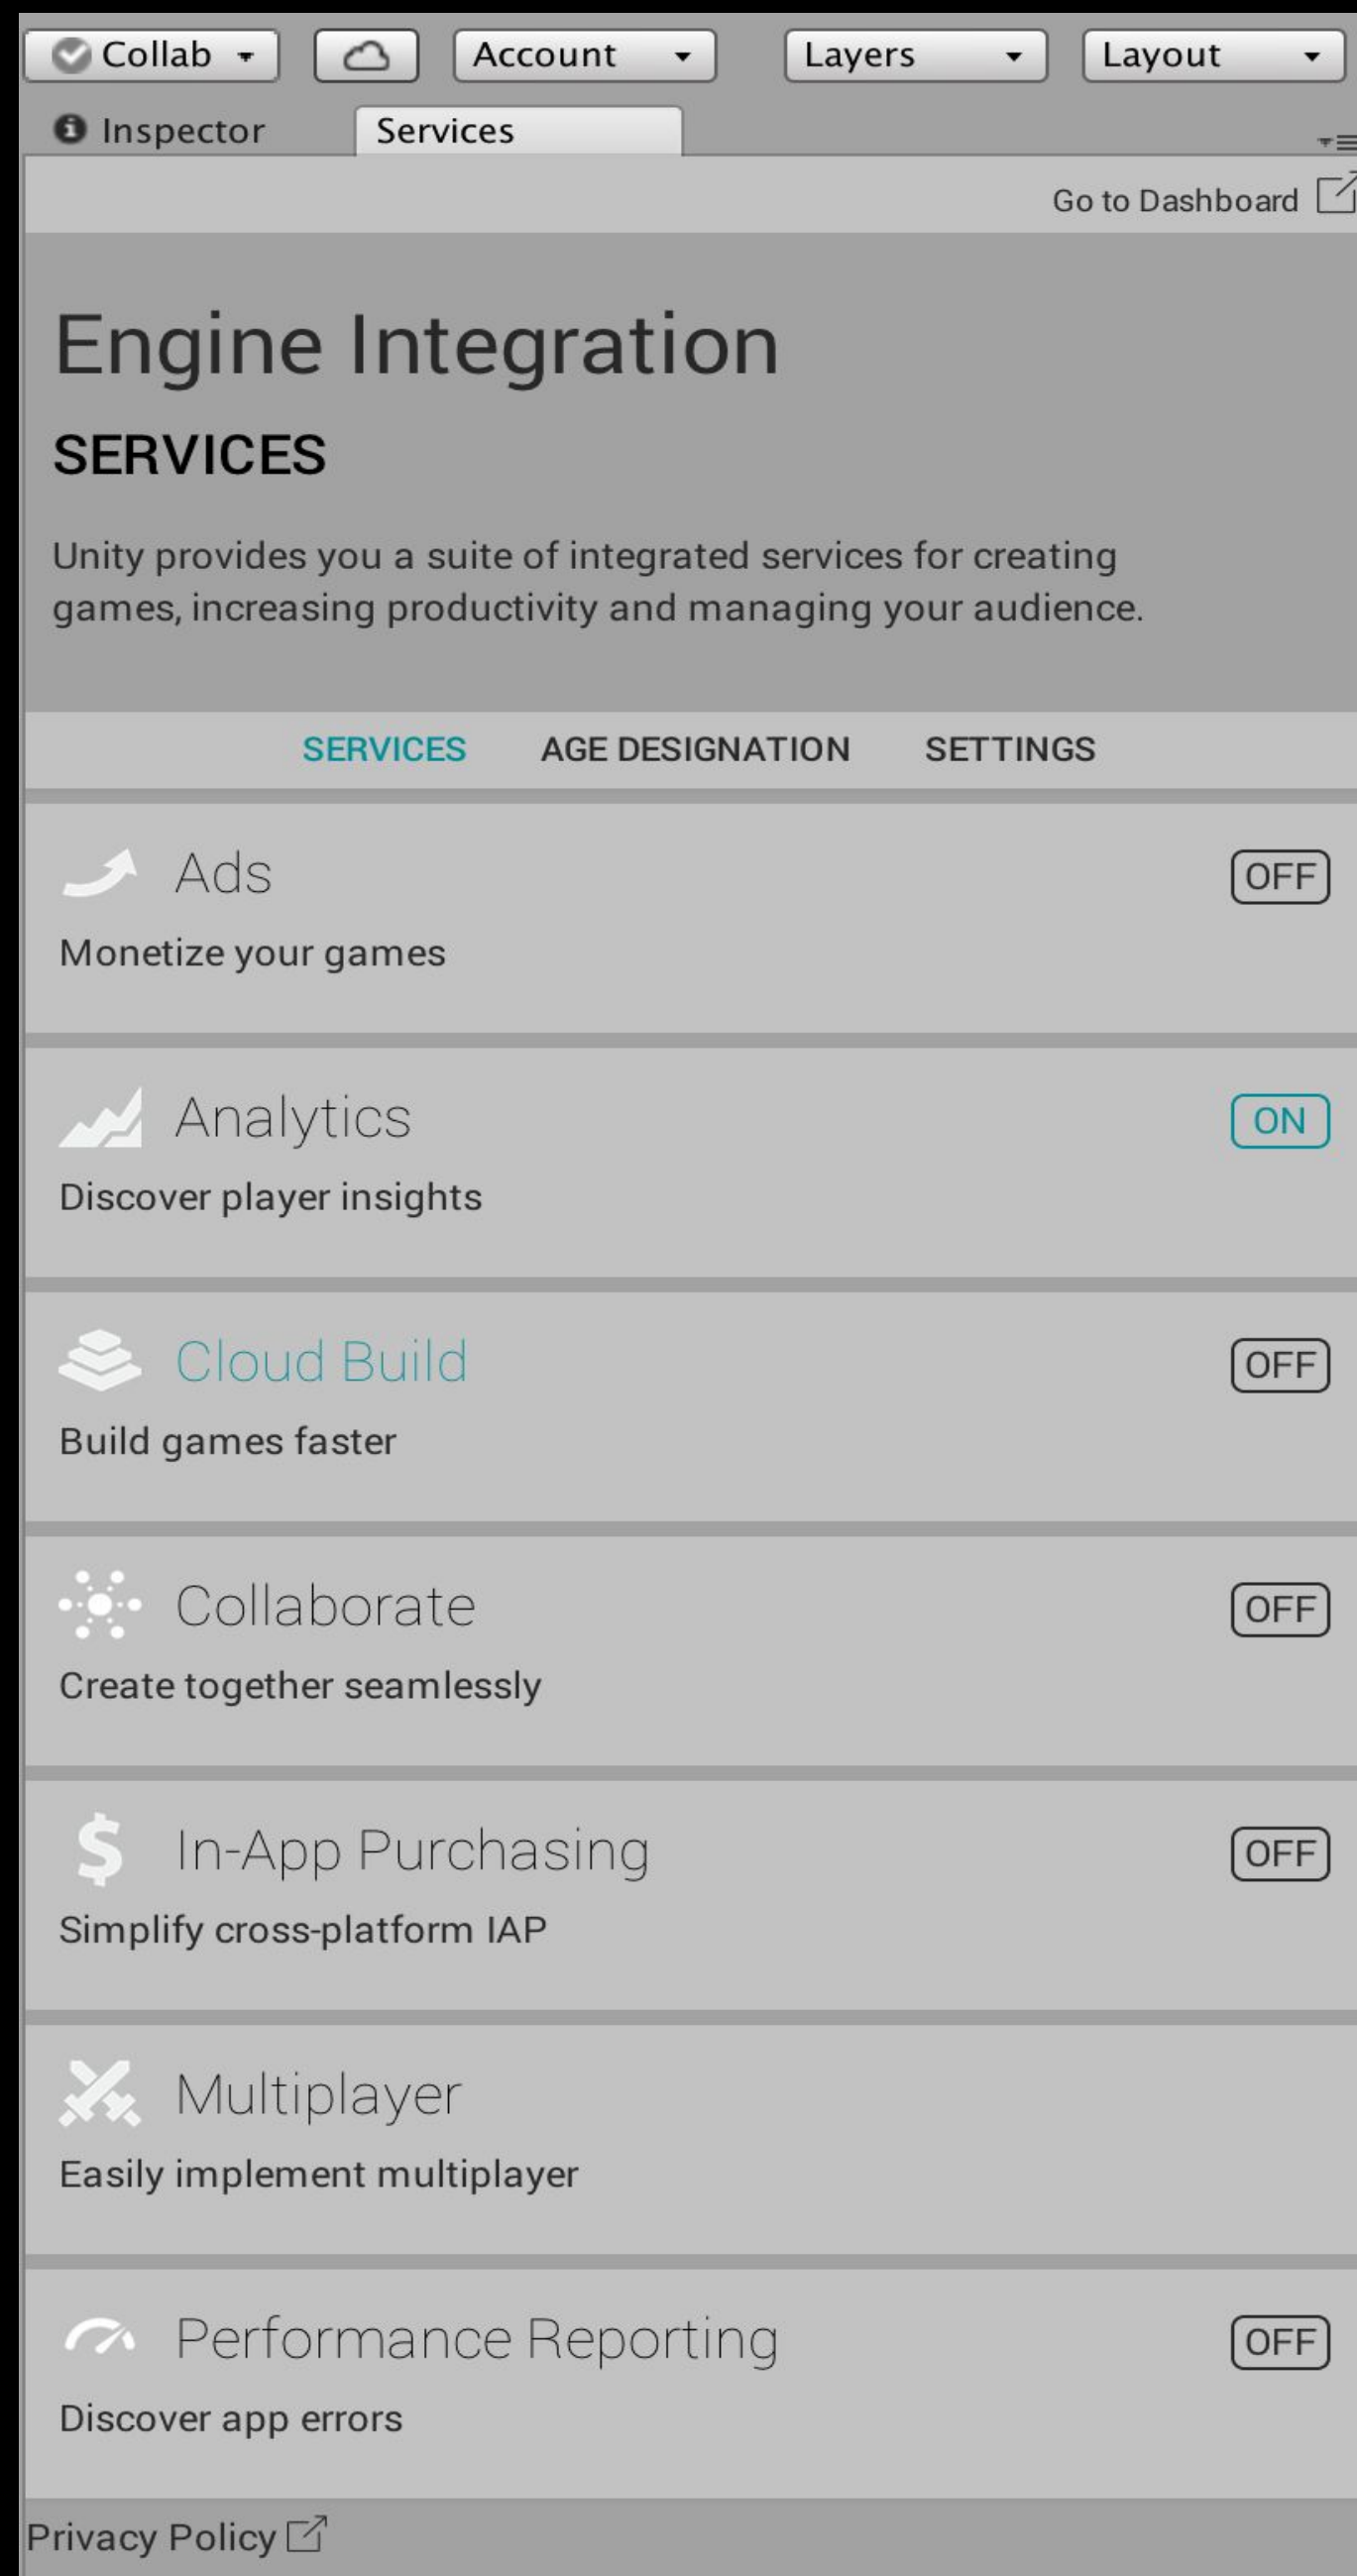 Collab Account Layers Layout
Inspector Services
Go to Dashboard
Engine Integration
SERVICES
Unity provides you a suite of integrated services for creating
games, increasing productivity and managing your audience.
SERVICES AGE DESIGNATION SETTINGS
Ads OFF
Monetize your games
Analytics ON
Discover player insights
Cloud Build OFF
Build games faster
Collaborate OFF
Create together seamlessly
In-App Purchasing OFF
Simplify cross-platform IAP
Multiplayer
Easily implement multiplayer
Performance Reporting OFF
Discover app errors
Privacy Policy